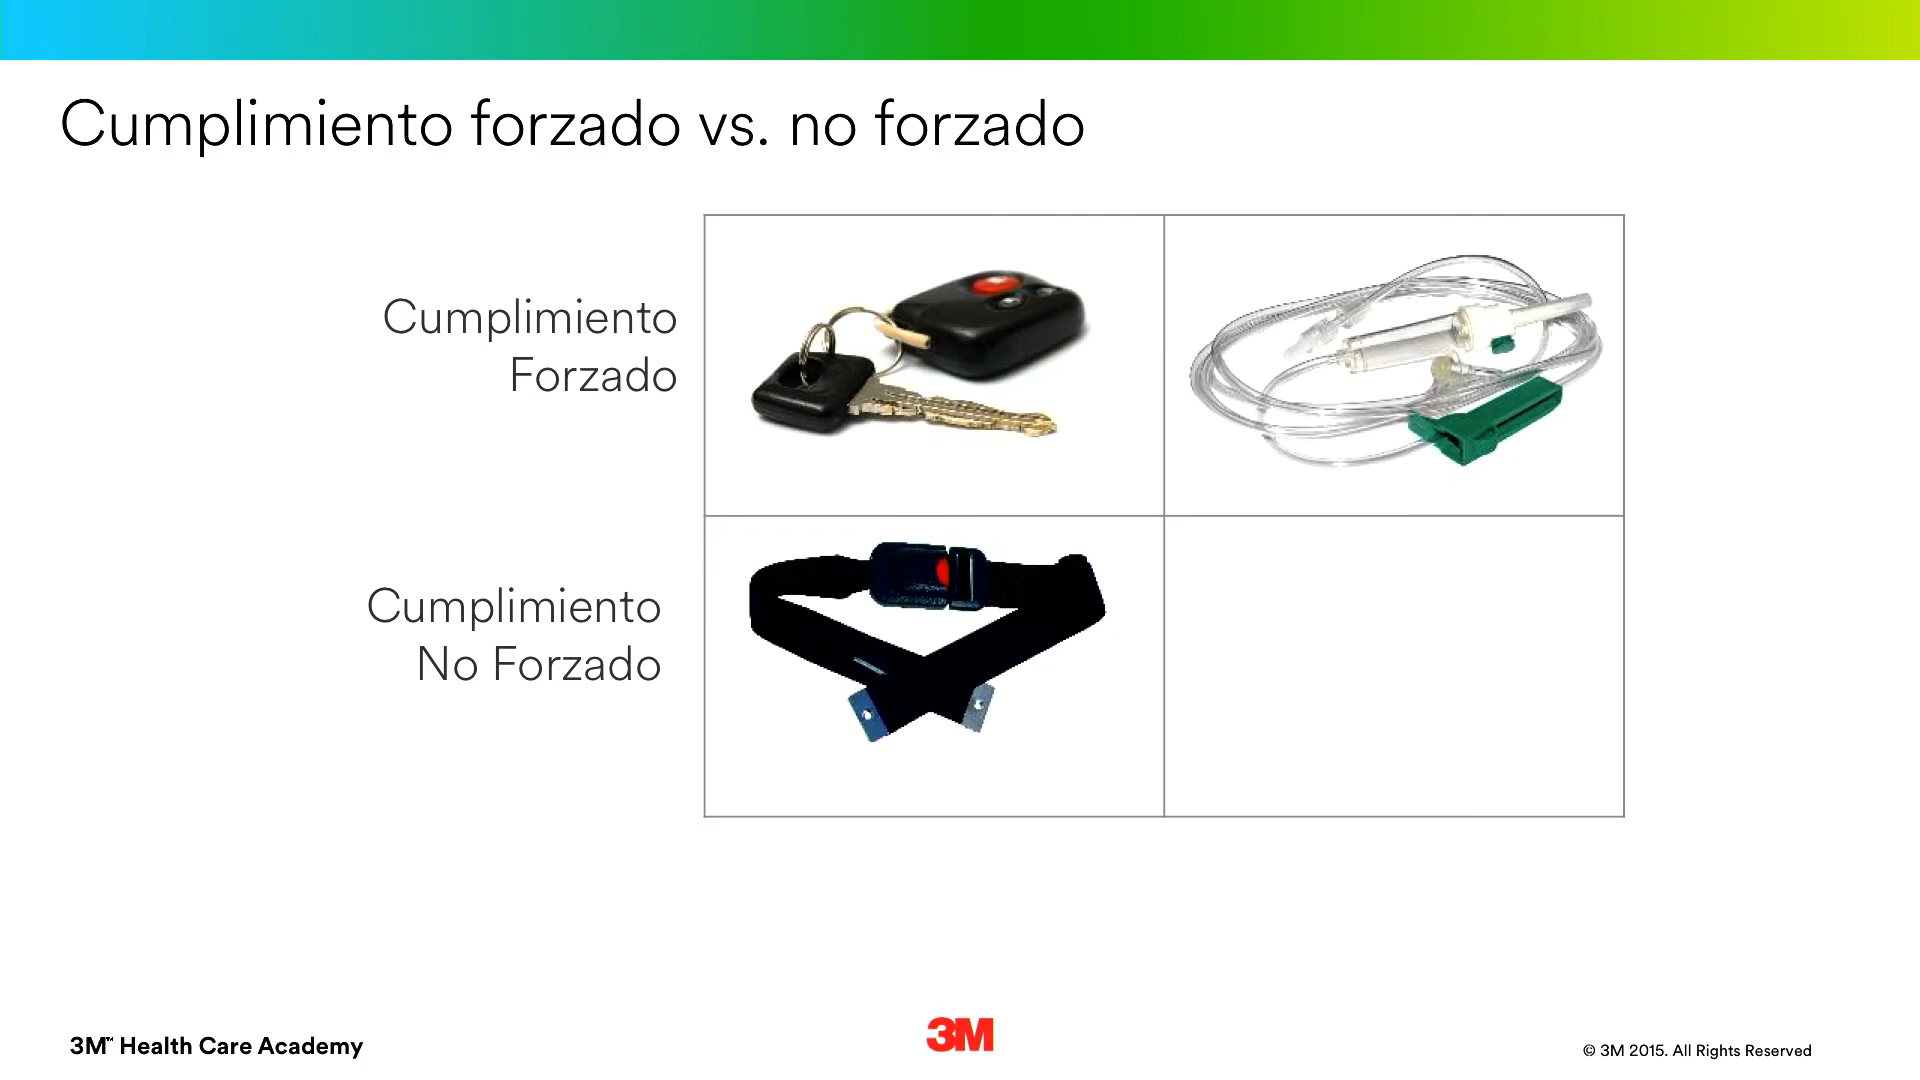 Cumplimiento forzado vs. no forzado
Cumplimiento
Forzado
Cumplimiento
No Forzado
3M™ Health Care Academy
3M
© 3M 2015. All Rights Reserved